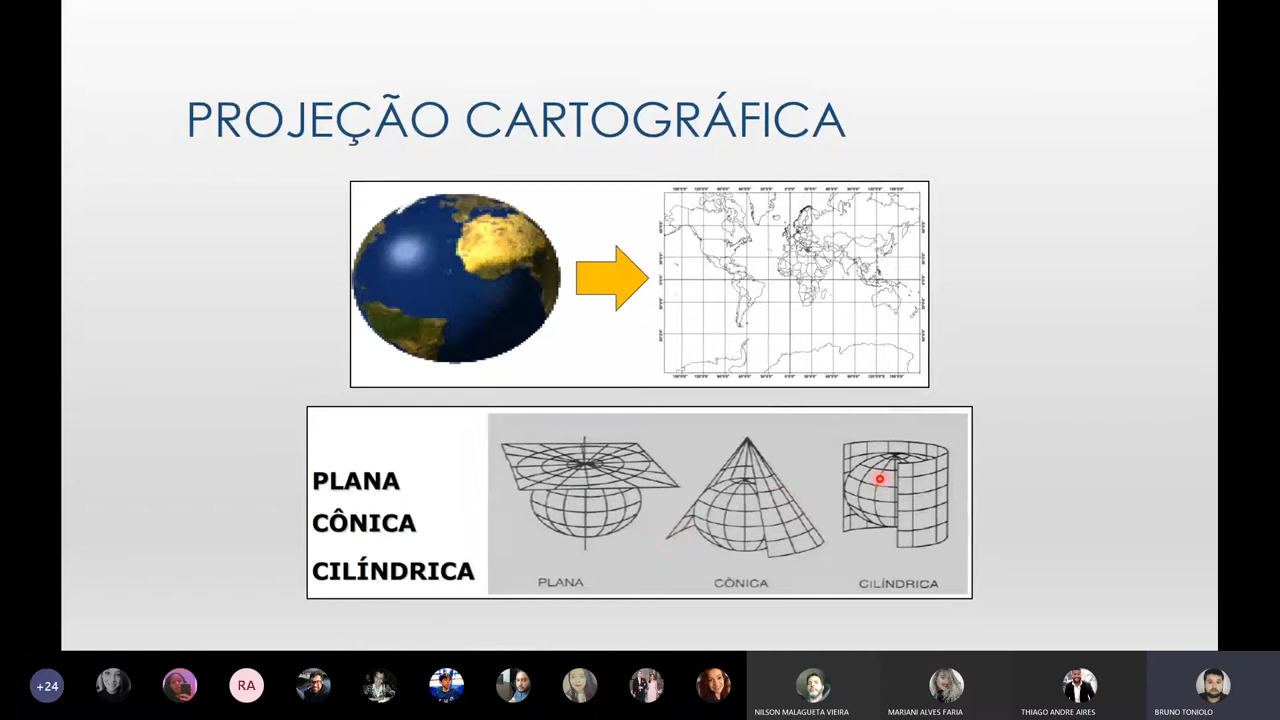 PROJEÇÃO CARTOGRÁFICA
PLANA
CÔNICA
CILÍNDRICA
PLANA
CÔNICA
CILÍNDRICA
+24
RA
NILSON MALAGUETA VIEIRA
MARIANI ALVES FARIA
THIAGO ANDRE AIRES
BRUNO TONIOLO